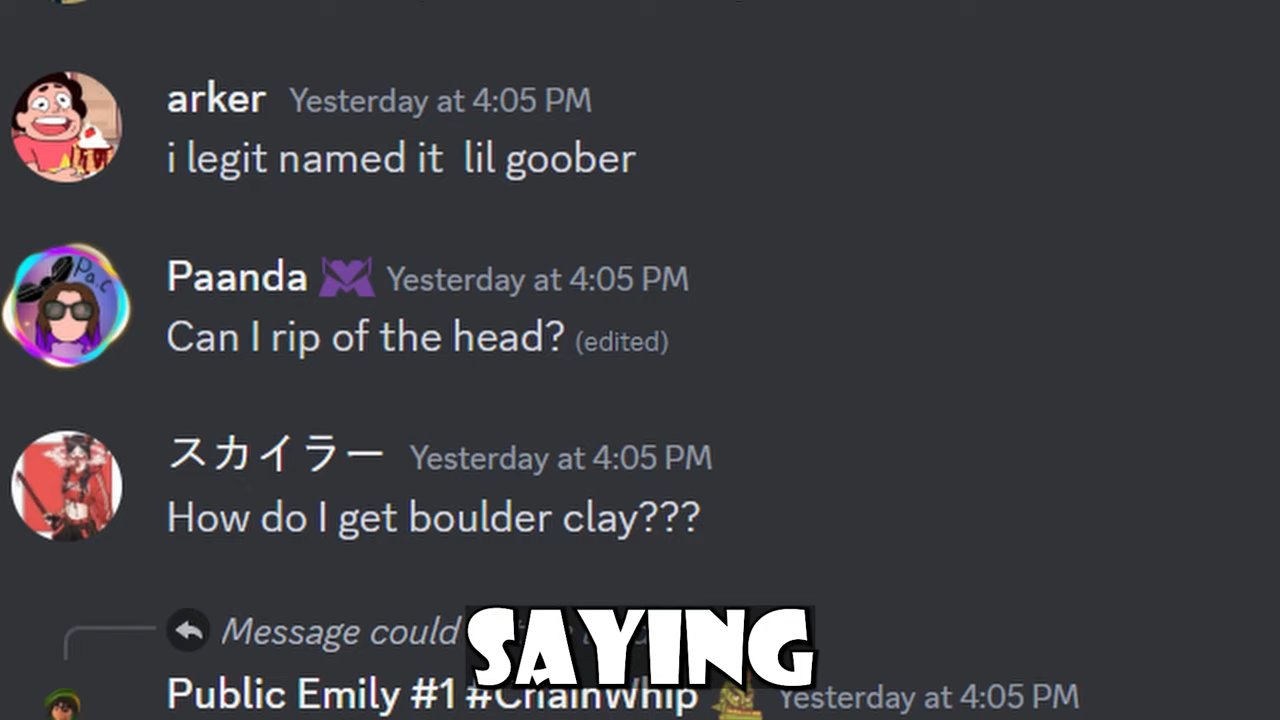 arker Yesterday at 4:05 PM
i legit named it lil goober
Pa.C
Paanda Yesterday at 4:05 PM
Can I rip of the head? (edited)
スカイラー Yesterday at 4:05 PM
How do I get boulder clay???
Message could
SAYING
Public Emily #1 #ChainWhip Yesterday at 4:05 PM